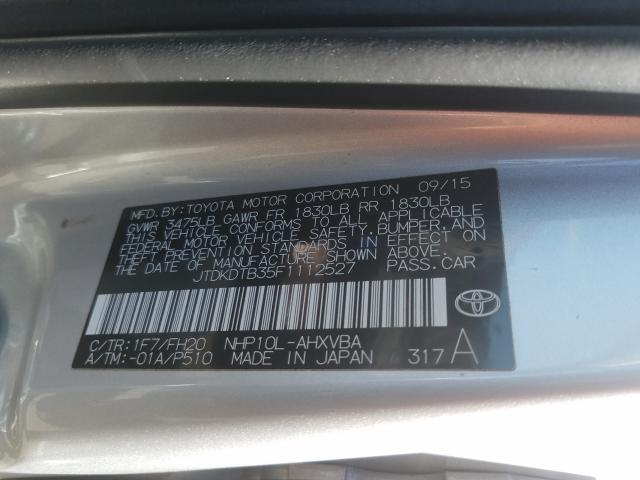 MFD.BY:TOYOTA MOTOR CORPORATION 09/15
GVWR 3475LB GAWR FR 1830LB RR 1830LB
THIS VEHICLE CONFORMS TO ALL APPLICABLE
FEDERAL MOTOR VEHICLE SAFETY,BUMPER,AND
THEFT PREVENTION STANDARDS IN EFFECT ON
THE DATE OF MANUFACTURE SHOWN ABOVE.
JTDKDTB35F1112527 PASS.CAR
C/TR:1F7/FH20 NHP10L-AHXVBA
A/TM:-01A/P510 MADE IN JAPAN 317A